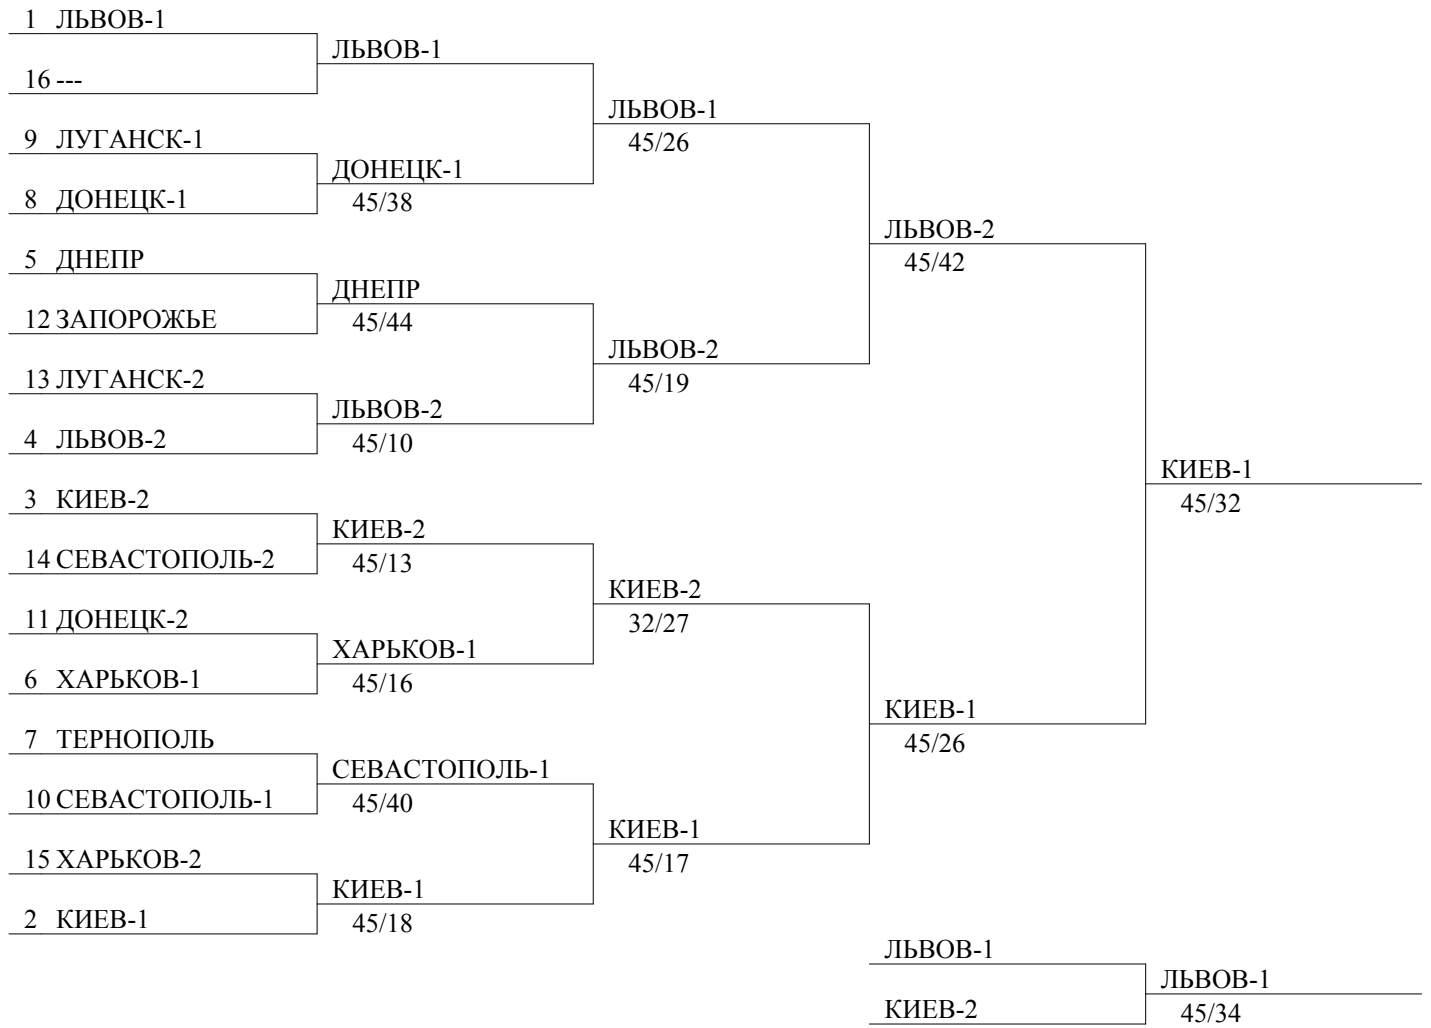 1 ЛЬВОВ-1
ЛЬВОВ-1
16 ---
ЛЬВОВ-1
45/26
9 ЛУГАНСК-1
ДОНЕЦК-1
45/38
8 ДОНЕЦК-1
ЛЬВОВ-2
45/42
5 ДНЕПР
ДНЕПР
45/44
12 ЗАПОРОЖЬЕ
ЛЬВОВ-2
45/19
13 ЛУГАНСК-2
ЛЬВОВ-2
45/10
4 ЛЬВОВ-2
КИЕВ-1
45/32
3 КИЕВ-2
КИЕВ-2
45/13
14 СЕВАСТОПОЛЬ-2
КИЕВ-2
32/27
11 ДОНЕЦК-2
ХАРЬКОВ-1
45/16
6 ХАРЬКОВ-1
КИЕВ-1
45/26
7 ТЕРНОПОЛЬ
СЕВАСТОПОЛЬ-1
45/40
10 СЕВАСТОПОЛЬ-1
КИЕВ-1
45/17
15 ХАРЬКОВ-2
КИЕВ-1
45/18
2 КИЕВ-1
ЛЬВОВ-1
ЛЬВОВ-1
45/34
КИЕВ-2